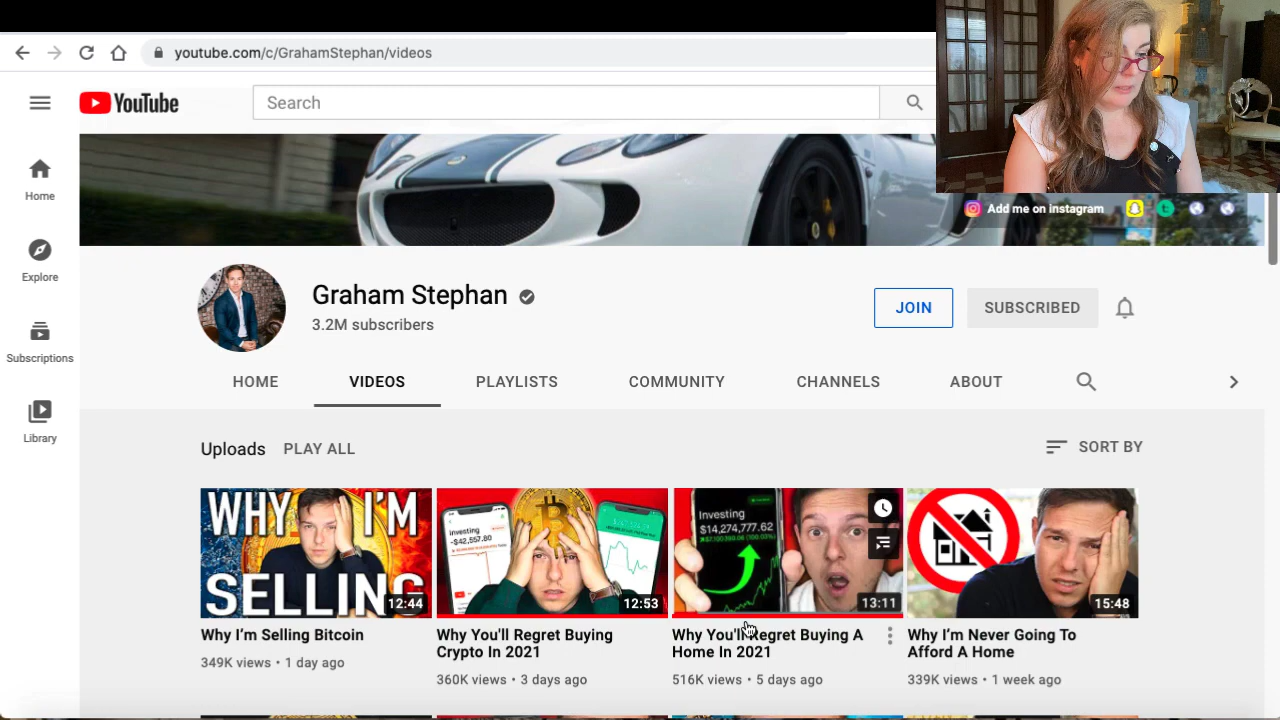 youtube.com/c/GrahamStephan/videos
YouTube
Search
Add me on instagram
Home
Explore
Subscriptions
Library
Graham Stephan
3.2M subscribers
JOIN
SUBSCRIBED
HOME
VIDEOS
PLAYLISTS
COMMUNITY
CHANNELS
ABOUT
Uploads
PLAY ALL
SORT BY
WHY I'M
SELLING
12:44
Why I'm Selling Bitcoin
349K views • 1 day ago
Investing
-$42,557.80
12:53
Why You'll Regret Buying
Crypto In 2021
360K views • 3 days ago
Investing
$14,274,777.62
13:11
Why You'll Regret Buying A
Home In 2021
516K views • 5 days ago
15:48
Why I'm Never Going To
Afford A Home
339K views • 1 week ago